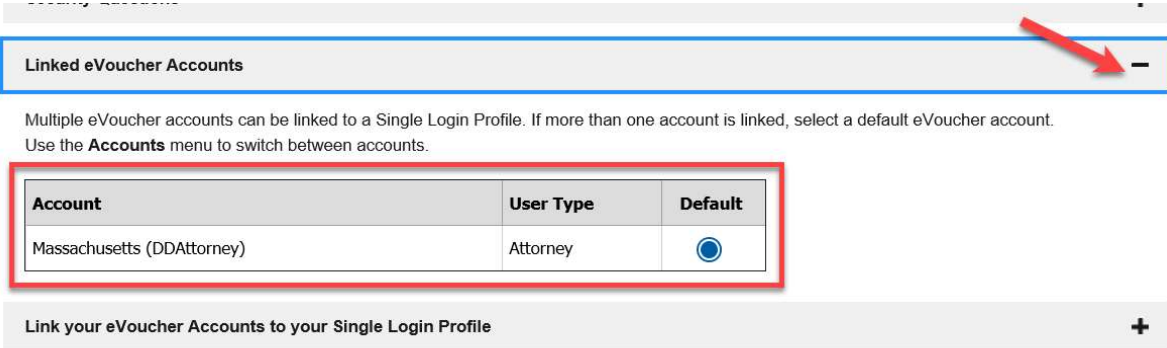 Security Questions
Linked eVoucher Accounts
Multiple eVoucher accounts can be linked to a Single Login Profile. If more than one account is linked, select a default eVoucher account.
Use the Accounts menu to switch between accounts.
Account User Type Default
Massachusetts (DDAttorney) Attorney
Link your eVoucher Accounts to your Single Login Profile